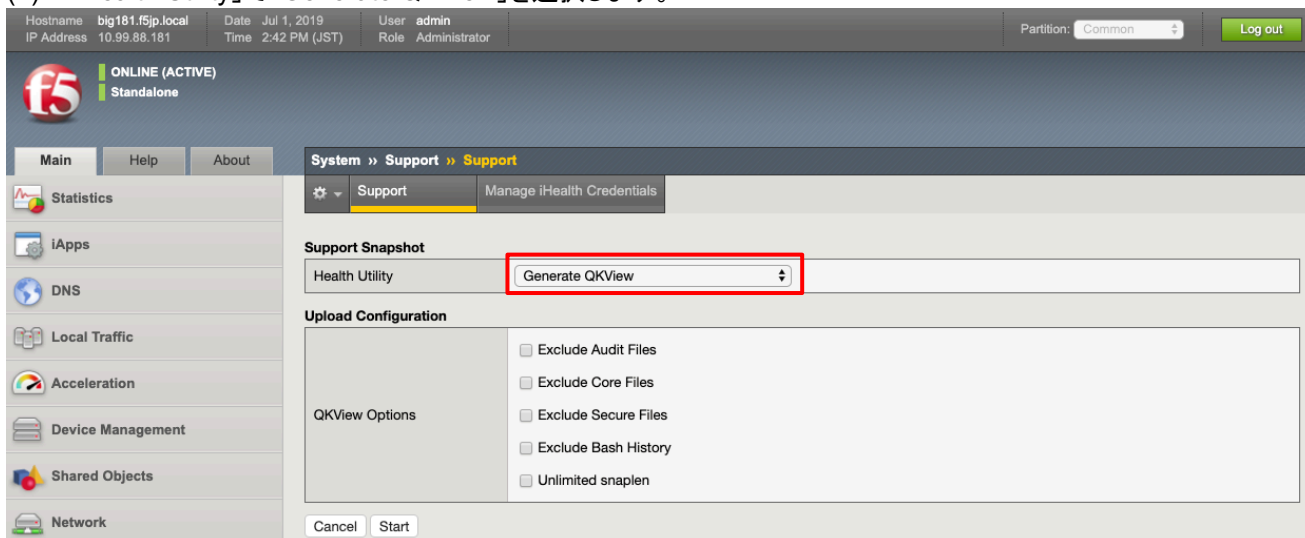 Hostname big181.f5jp.local Date Jul 1, 2019 User admin
IP Address 10.99.88.181 Time 2:42 PM (JST) Role Administrator
Partition: Common
Log out
f5
ONLINE (ACTIVE)
Standalone
Main Help About
System » Support » Support
Support Manage iHealth Credentials
Statistics
iApps
DNS
Local Traffic
Acceleration
Device Management
Shared Objects
Network
Support Snapshot
Health Utility Generate QKView
Upload Configuration
QKView Options
Exclude Audit Files
Exclude Core Files
Exclude Secure Files
Exclude Bash History
Unlimited snaplen
Cancel Start